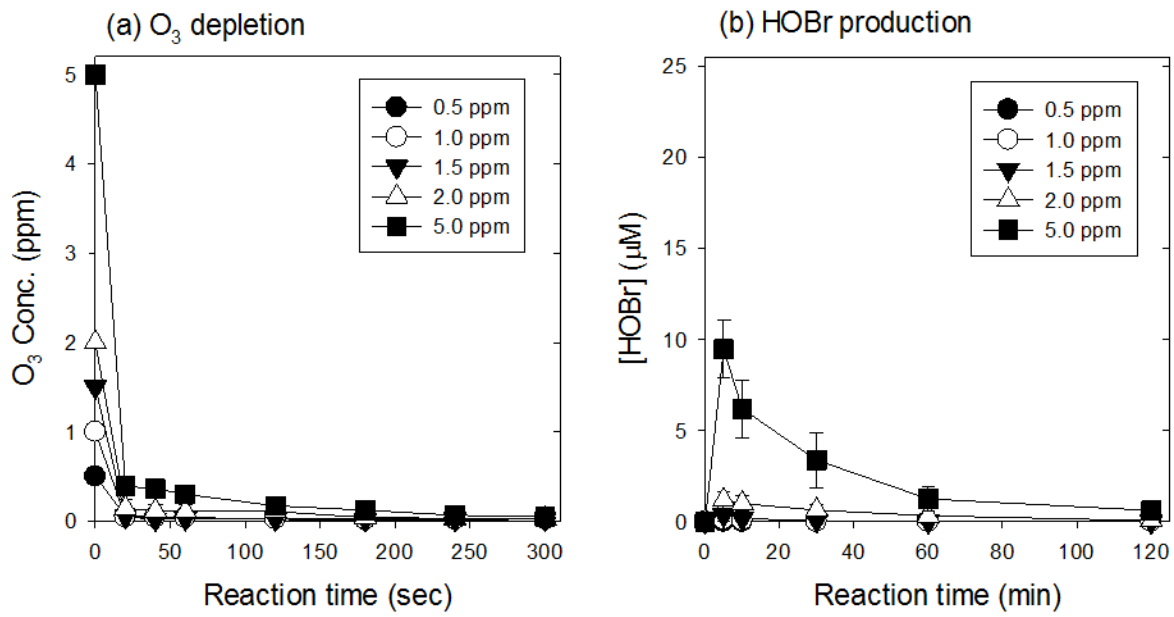 (a) O₃ depletion
O₃ Conc. (ppm)
5
4
3
2
1
0
0.5 ppm
1.0 ppm
1.5 ppm
2.0 ppm
5.0 ppm
0 50 100 150 200 250 300
Reaction time (sec)
(b) HOBr production
[HOBr] (μM)
25
20
15
10
5
0
0.5 ppm
1.0 ppm
1.5 ppm
2.0 ppm
5.0 ppm
0 20 40 60 80 100 120
Reaction time (min)